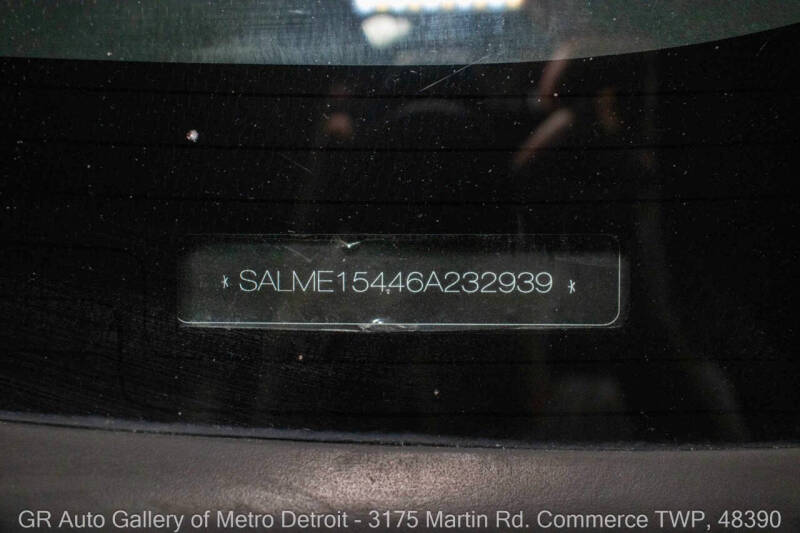 * SALME15446A232939 *
GR Auto Gallery of Metro Detroit - 3175 Martin Rd. Commerce TWP, 48390